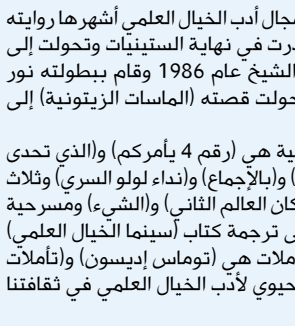 مجال أدب الخيال العلمي أشهرها روايته
درت في نهاية الستينيات وتحولت إلى
الشيخ عام 1986 وقام ببطولته نور
حولت قصته (الماسات الزيتونية) إلى
ية هي (رقم 4 يأمركم) و(الذي تحدى
) و(بالإجماع) و(نداء لولو السري) وثلاث
كان العالم الثاني) و(الشيء) ومسرحية
ى ترجمة كتاب (سينما الخيال العلمي)
ملات هي (توماس إديسون) و(تأملات
حيوي لأدب الخيال العلمي في ثقافتنا